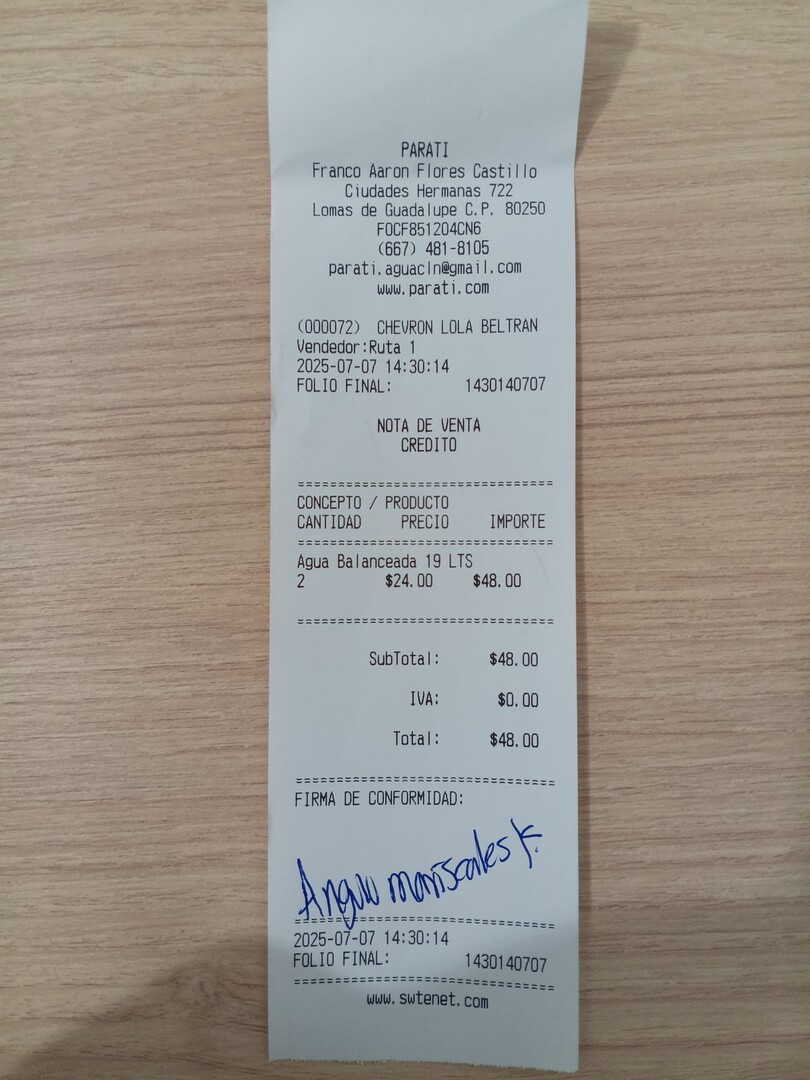 PARATI
Franco Aaron Flores Castillo
Ciudades Hermanas 722
Lomas de Guadalupe C.P. 80250
FOCF851204CN6
(667) 481-8105
parati.aguacln@gmail.com
www.parati.com
(000072) CHEVRON LOLA BELTRAN
Vendedor:Ruta 1
2025-07-07 14:30:14
FOLIO FINAL: 1430140707
NOTA DE VENTA
CREDITO
================================
CONCEPTO / PRODUCTO
CANTIDAD PRECIO IMPORTE
================================
Agua Balanceada 19 LTS
2 $24.00 $48.00
================================
SubTotal: $48.00
IVA: $0.00
Total: $48.00
================================
FIRMA DE CONFORMIDAD:
================================
2025-07-07 14:30:14
FOLIO FINAL: 1430140707
================================
www.swtenet.com